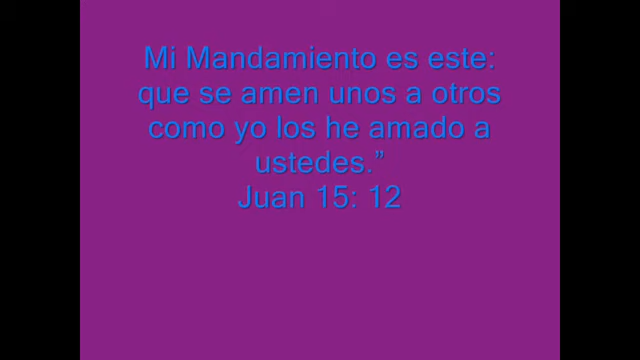 Mi Mandamiento es este:
que se amen unos a otros
como yo los he amado a
ustedes.”
Juan 15: 12